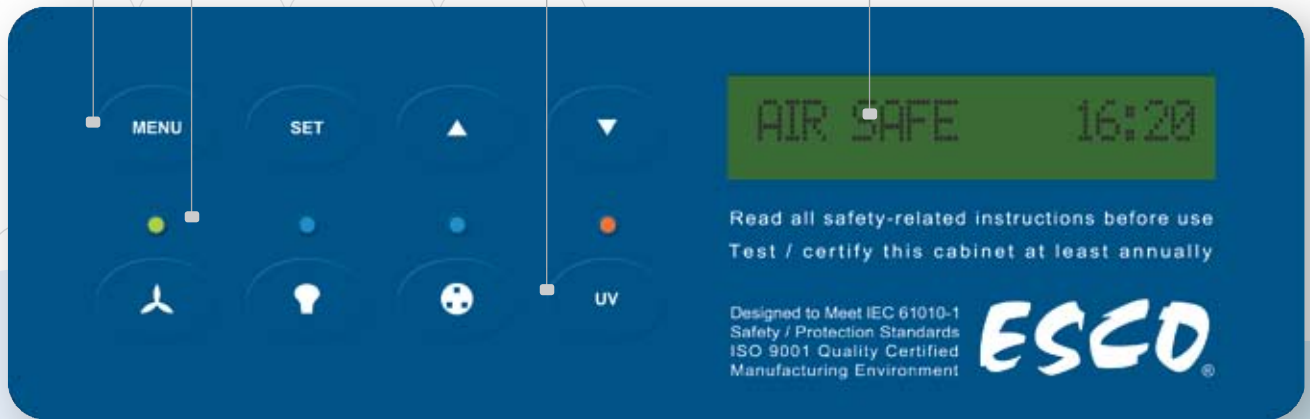 MENU SET ▲ ▼
AIR SAFE 16:20
UV
Read all safety-related instructions before use
Test / certify this cabinet at least annually
Designed to Meet IEC 61010-1
Safety / Protection Standards
ISO 9001 Quality Certified
Manufacturing Environment
ESCO®